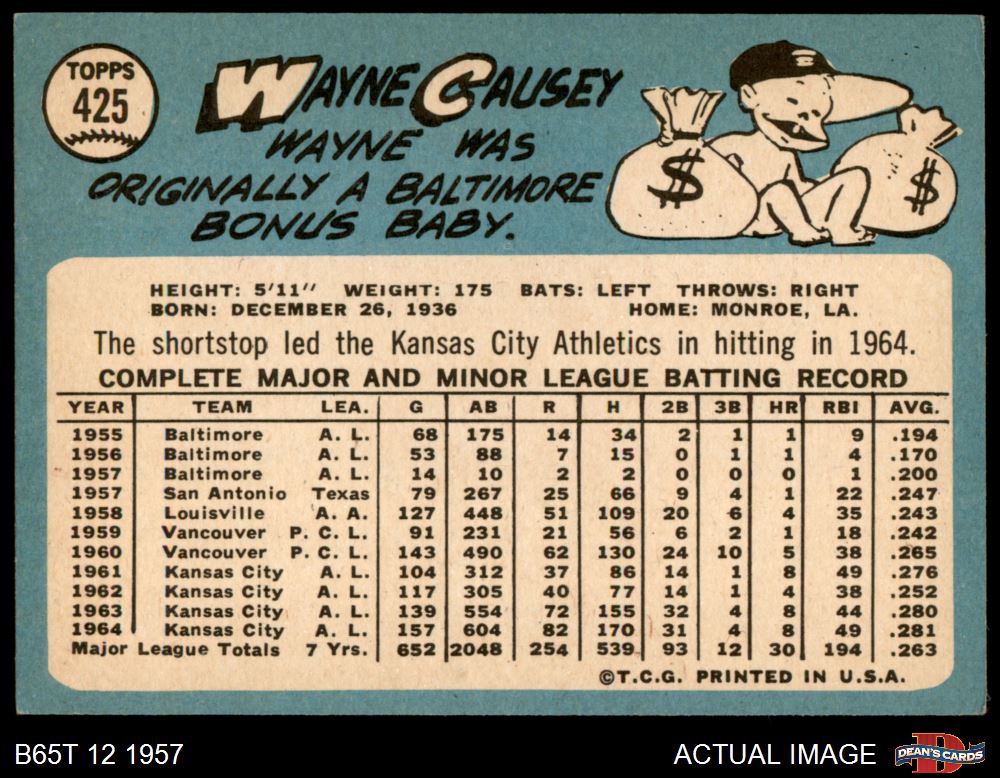 TOPPS
425
WAYNE CAUSEY
WAYNE WAS
ORIGINALLY A BALTIMORE
BONUS BABY.
$ $
HEIGHT: 5'11" WEIGHT: 175 BATS: LEFT THROWS: RIGHT
BORN: DECEMBER 26, 1936 HOME: MONROE, LA.
The shortstop led the Kansas City Athletics in hitting in 1964.
COMPLETE MAJOR AND MINOR LEAGUE BATTING RECORD
YEAR TEAM LEA. G AB R H 2B 3B HR RBI AVG.
1955 Baltimore A. L. 68 175 14 34 2 1 1 9 .194
1956 Baltimore A. L. 53 88 7 15 0 1 1 4 .170
1957 Baltimore A. L. 14 10 2 2 0 0 0 1 .200
1957 San Antonio Texas 79 267 25 66 9 4 1 22 .247
1958 Louisville A. A. 127 448 51 109 20 6 4 35 .243
1959 Vancouver P. C. L. 91 231 21 56 6 2 1 18 .242
1960 Vancouver P. C. L. 143 490 62 130 24 10 5 38 .265
1961 Kansas City A. L. 104 312 37 86 14 1 8 49 .276
1962 Kansas City A. L. 117 305 40 77 14 1 4 38 .252
1963 Kansas City A. L. 139 554 72 155 32 4 8 44 .280
1964 Kansas City A. L. 157 604 82 170 31 4 8 49 .281
Major League Totals 7 Yrs. 652 2048 254 539 93 12 30 194 .263
©T.C.G. PRINTED IN U.S.A.
B65T 12 1957 ACTUAL IMAGE DEAN'S CARDS